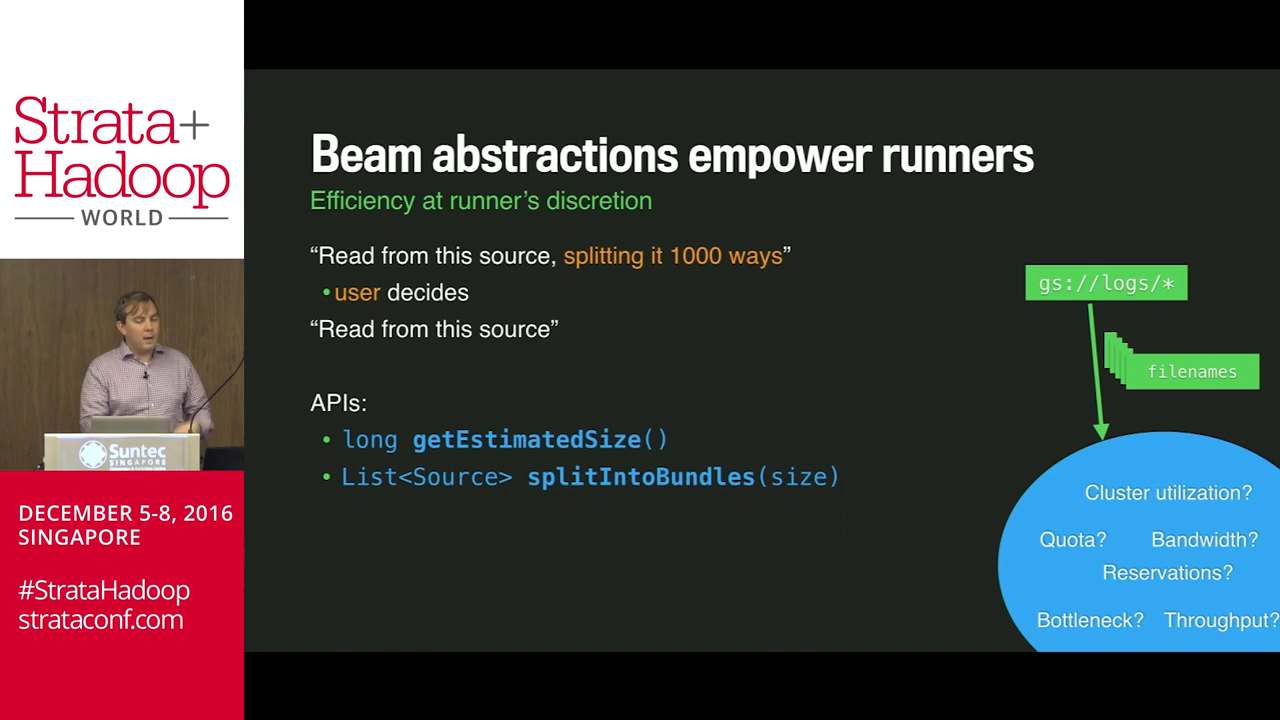 Strata+
Hadoop
WORLD
Suntec
SINGAPORE
DECEMBER 5-8, 2016
SINGAPORE
#StrataHadoop
strataconf.com
Beam abstractions empower runners
Efficiency at runner’s discretion
“Read from this source, splitting it 1000 ways”
• user decides
“Read from this source”
APIs:
• long getEstimatedSize()
• List<Source> splitIntoBundles(size)
gs://logs/*
filenames
Cluster utilization?
Quota? Bandwidth?
Reservations?
Bottleneck? Throughput?